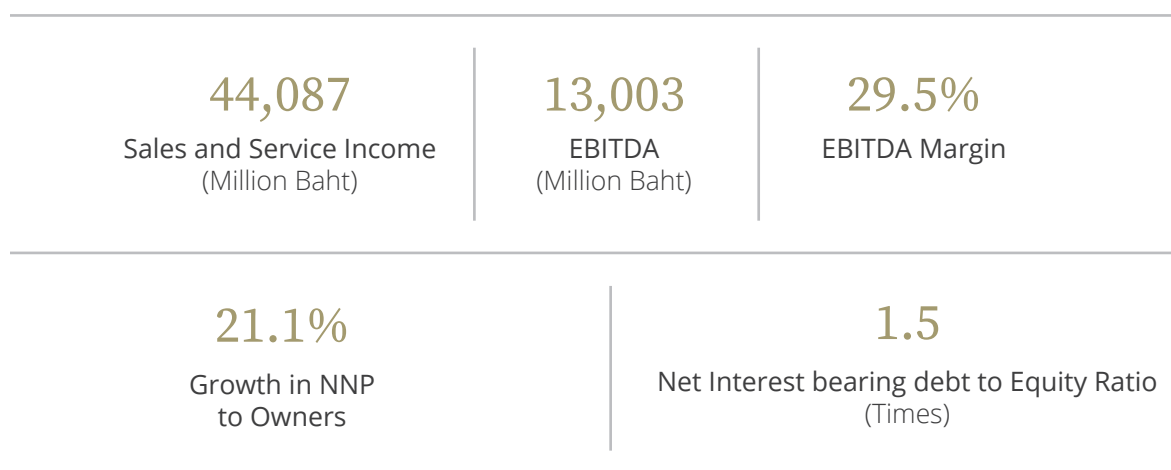 44,087
Sales and Service Income
(Million Baht)
13,003
EBITDA
(Million Baht)
29.5%
EBITDA Margin
21.1%
Growth in NNP
to Owners
1.5
Net Interest bearing debt to Equity Ratio
(Times)